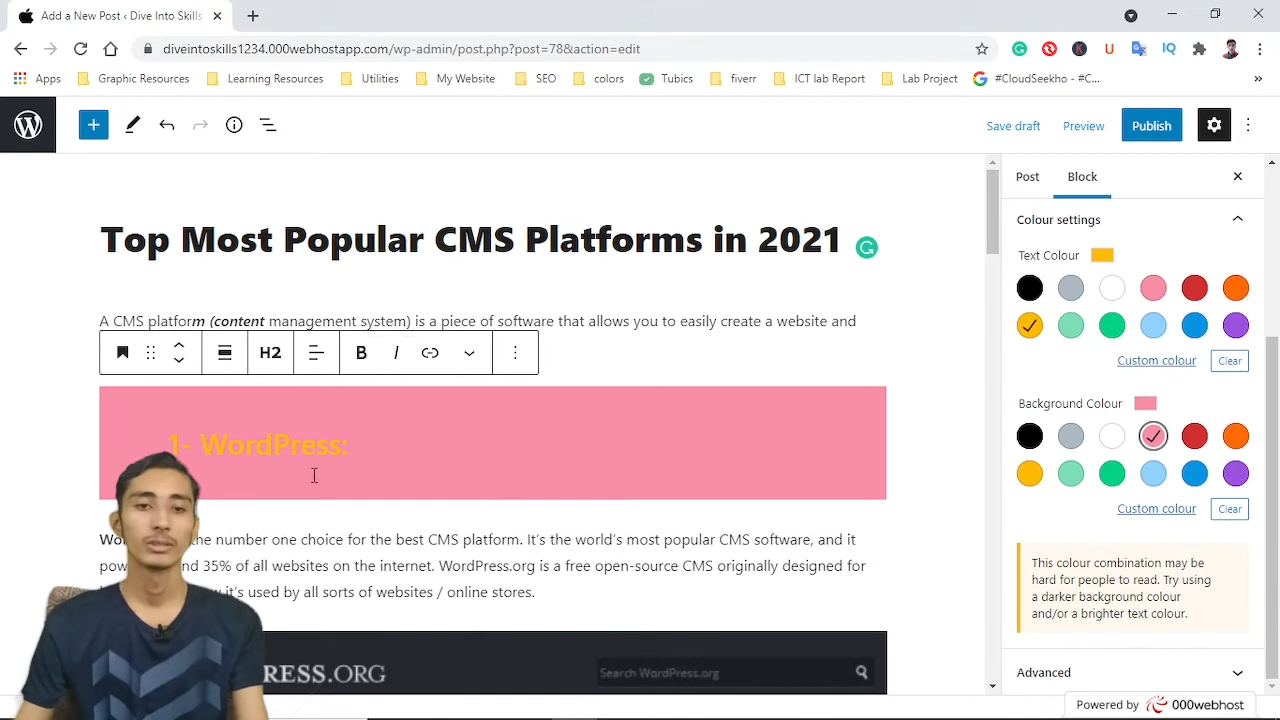 Add a New Post ‹ Dive Into Skills
diveintoskills1234.000webhostapp.com/wp-admin/post.php?post=78&action=edit
Apps Graphic Resources Learning Resources Utilities My Website SEO colors Tubics fiverr ICT lab Report Lab Project #CloudSeekho - #C... »
Save draft Preview Publish
Post Block
Colour settings
Top Most Popular CMS Platforms in 2021
Text Colour
A CMS platform (content management system) is a piece of software that allows you to easily create a website and
H2 B I
Custom colour Clear
Background Colour
1- WordPress:
Custom colour Clear
Wor the number one choice for the best CMS platform. It's the world's most popular CMS software, and it
pow nd 35% of all websites on the internet. WordPress.org is a free open-source CMS originally designed for
it's used by all sorts of websites / online stores.
This colour combination may be
hard for people to read. Try using
a darker background colour
and/or a brighter text colour.
RESS.ORG
Search WordPress.org
Advanced
Powered by 000webhost